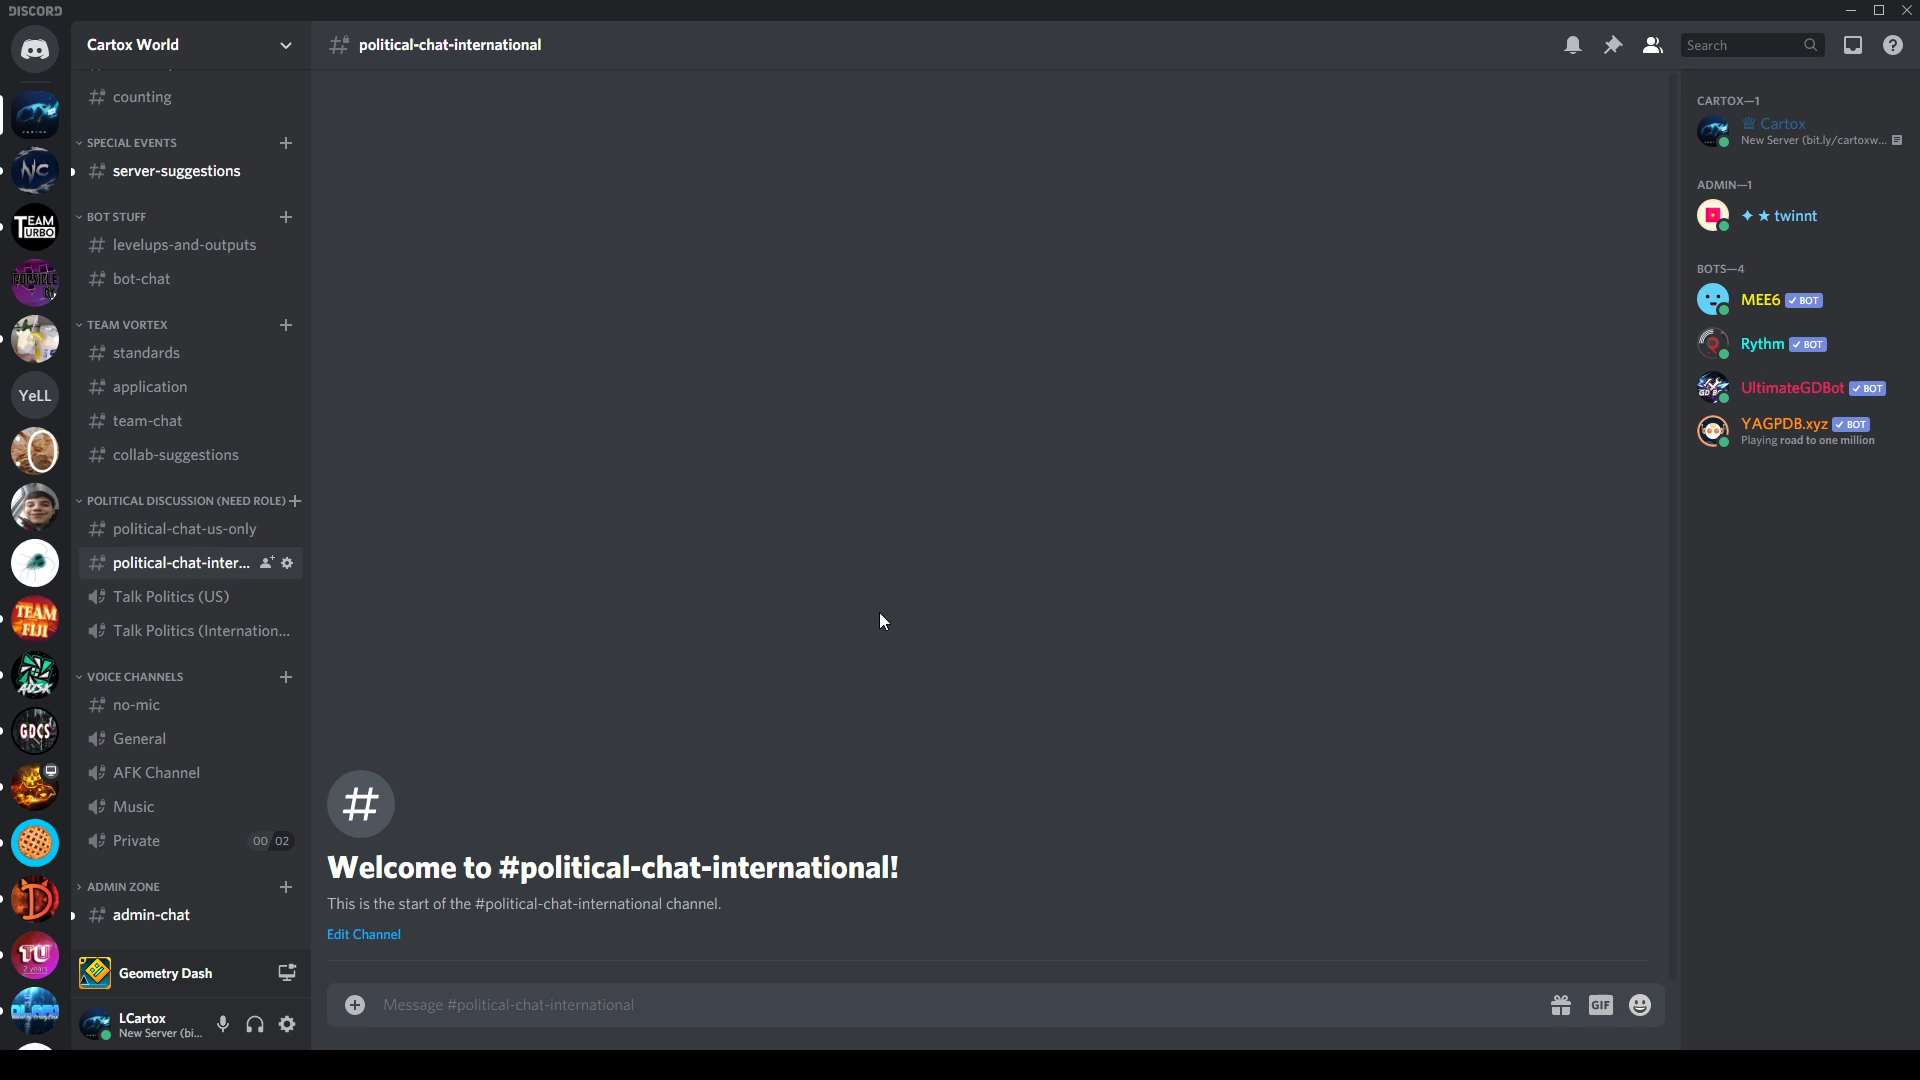 DISCORD
Cartox World
political-chat-international
Search
counting
SPECIAL EVENTS
server-suggestions
BOT STUFF
levelups-and-outputs
bot-chat
TEAM VORTEX
standards
application
team-chat
collab-suggestions
POLITICAL DISCUSSION (NEED ROLE)
political-chat-us-only
political-chat-inter...
Talk Politics (US)
Talk Politics (Internation...
VOICE CHANNELS
no-mic
General
AFK Channel
Music
Private 00 02
ADMIN ZONE
admin-chat
Geometry Dash
LCartox
New Server (bi...
NC
TEAM
TURBO
YeLL
TEAM
FIJI
GDCS
TU
2 years
Welcome to #political-chat-international!
This is the start of the #political-chat-international channel.
Edit Channel
Message #political-chat-international
GIF
CARTOX—1
Cartox
New Server (bit.ly/cartoxw...
ADMIN—1
✦ ★ twinnt
BOTS—4
MEE6 ✓ BOT
Rythm ✓ BOT
UltimateGDBot ✓ BOT
YAGPDB.xyz ✓ BOT
Playing road to one million